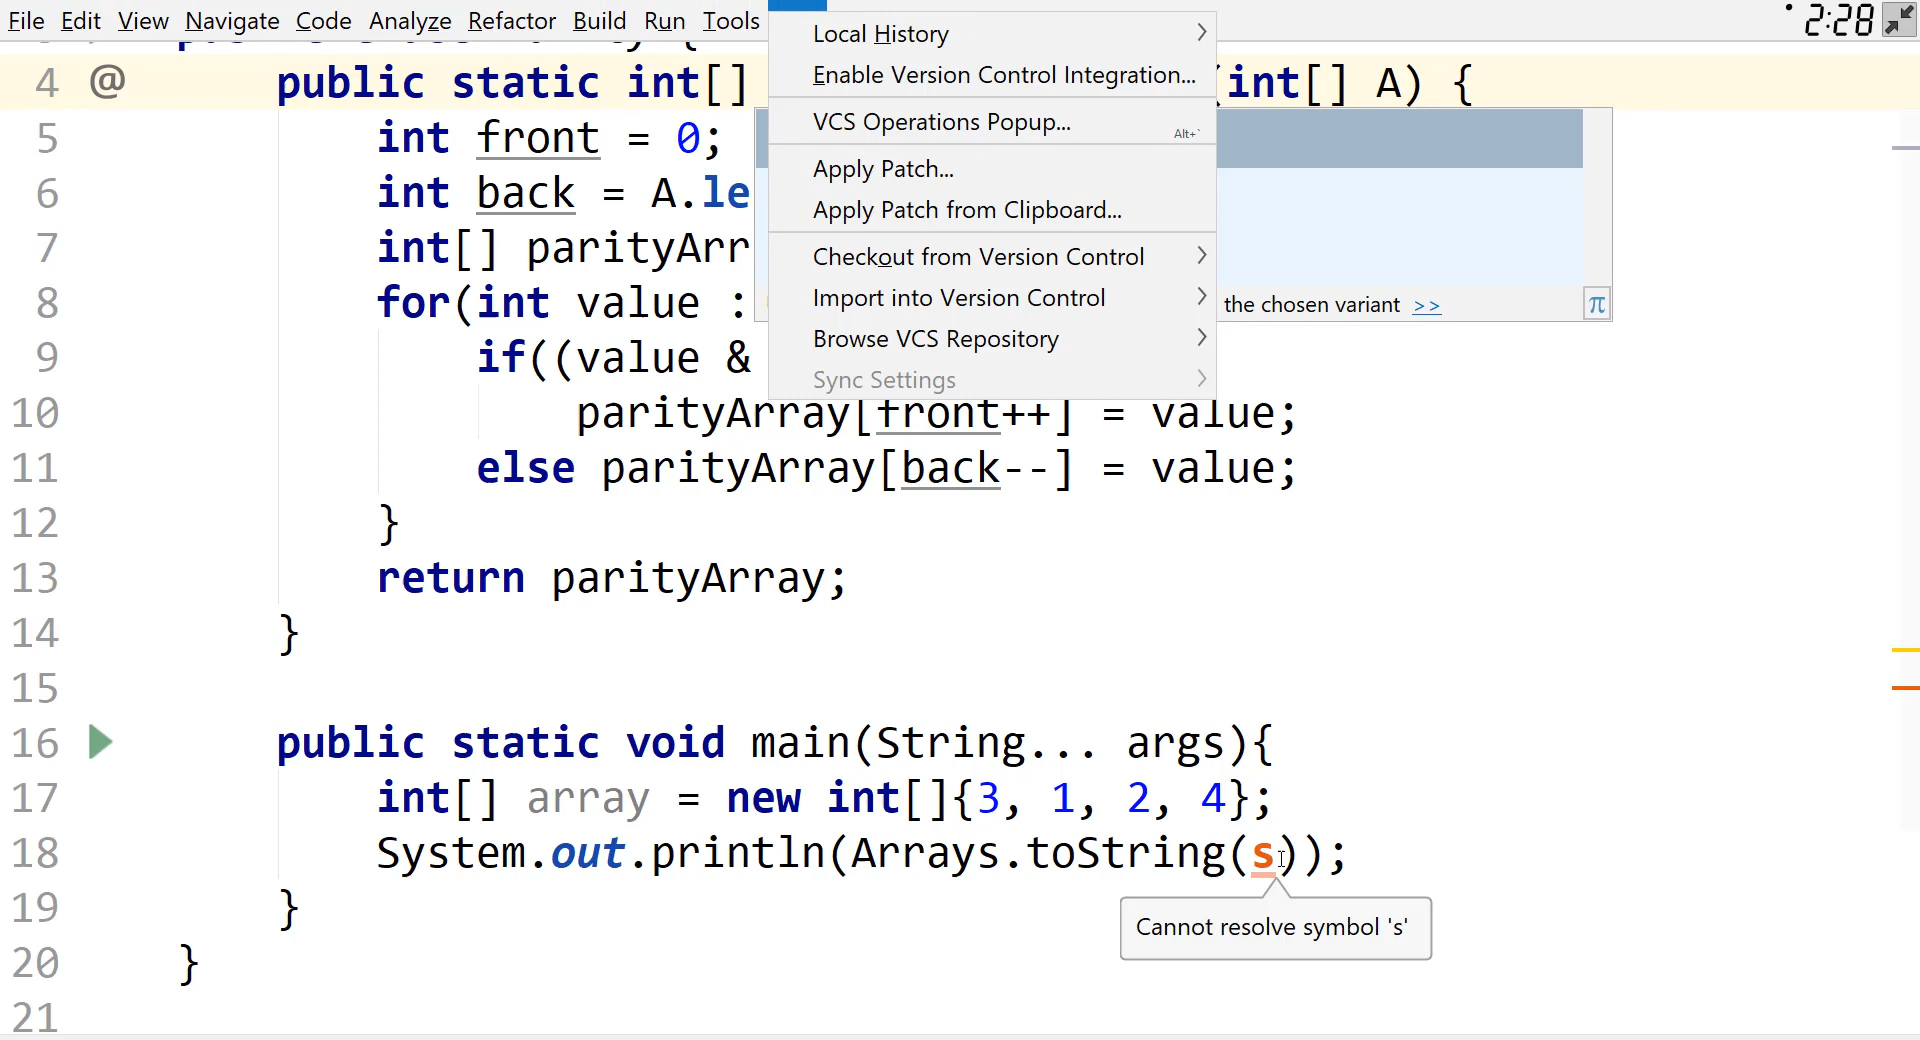 File Edit View Navigate Code Analyze Refactor Build Run Tools
2:28
Local History
Enable Version Control Integration...
VCS Operations Popup... Alt+`
Apply Patch...
Apply Patch from Clipboard...
Checkout from Version Control
Import into Version Control
Browse VCS Repository
Sync Settings
the chosen variant >> π
4 @ public static int[] (int[] A) {
5 int front = 0;
6 int back = A.le
7 int[] parityArr
8 for(int value :
9 if((value &
10 parityArray[front++] = value;
11 else parityArray[back--] = value;
12 }
13 return parityArray;
14 }
15
16 public static void main(String... args){
17 int[] array = new int[]{3, 1, 2, 4};
18 System.out.println(Arrays.toString(s));
Cannot resolve symbol 's'
19 }
20 }
21